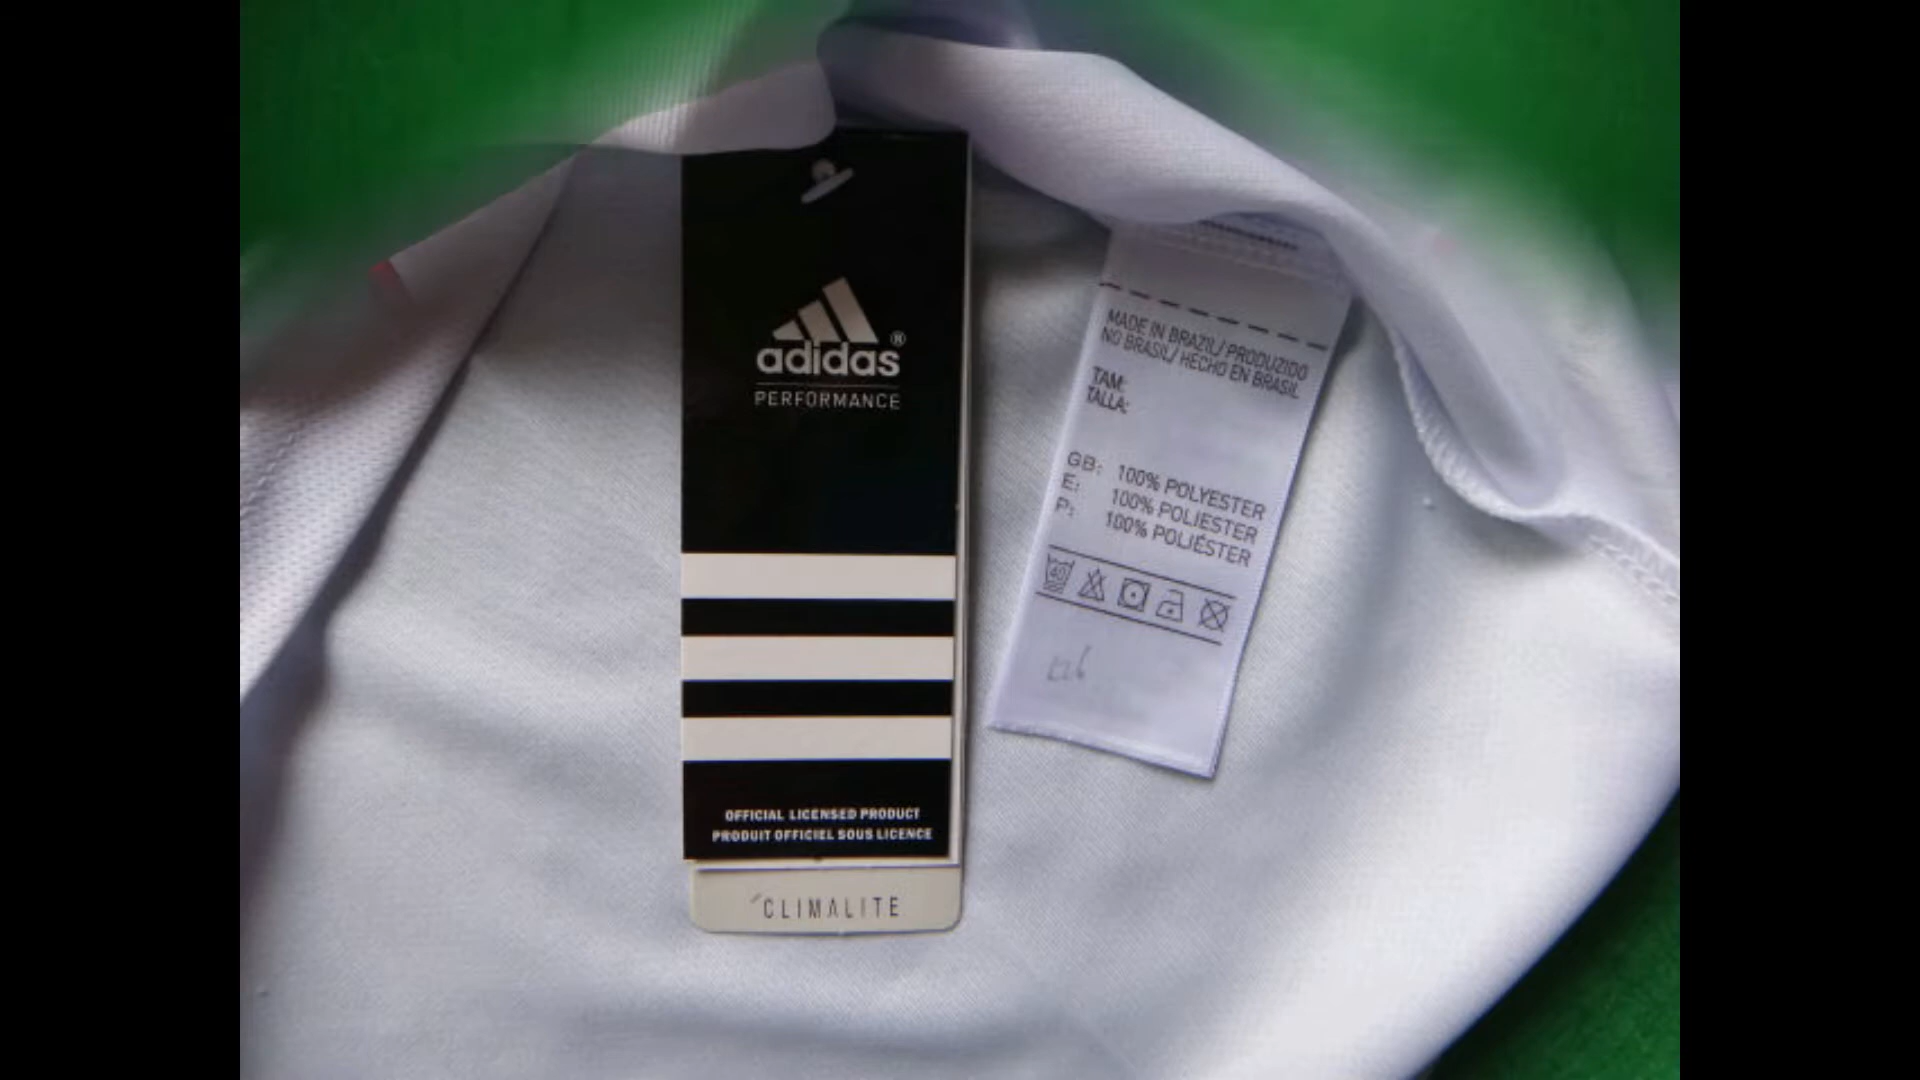 adidas®
PERFORMANCE
OFFICIAL LICENSED PRODUCT
PRODUIT OFFICIEL SOUS LICENCE
CLIMALITE
MADE IN BRAZIL/ PRODUZIDO
NO BRASIL/ HECHO EN BRASIL
TAM:
TALLA:
GB: 100% POLYESTER
E: 100% POLIESTER
P: 100% POLIÉSTER
40